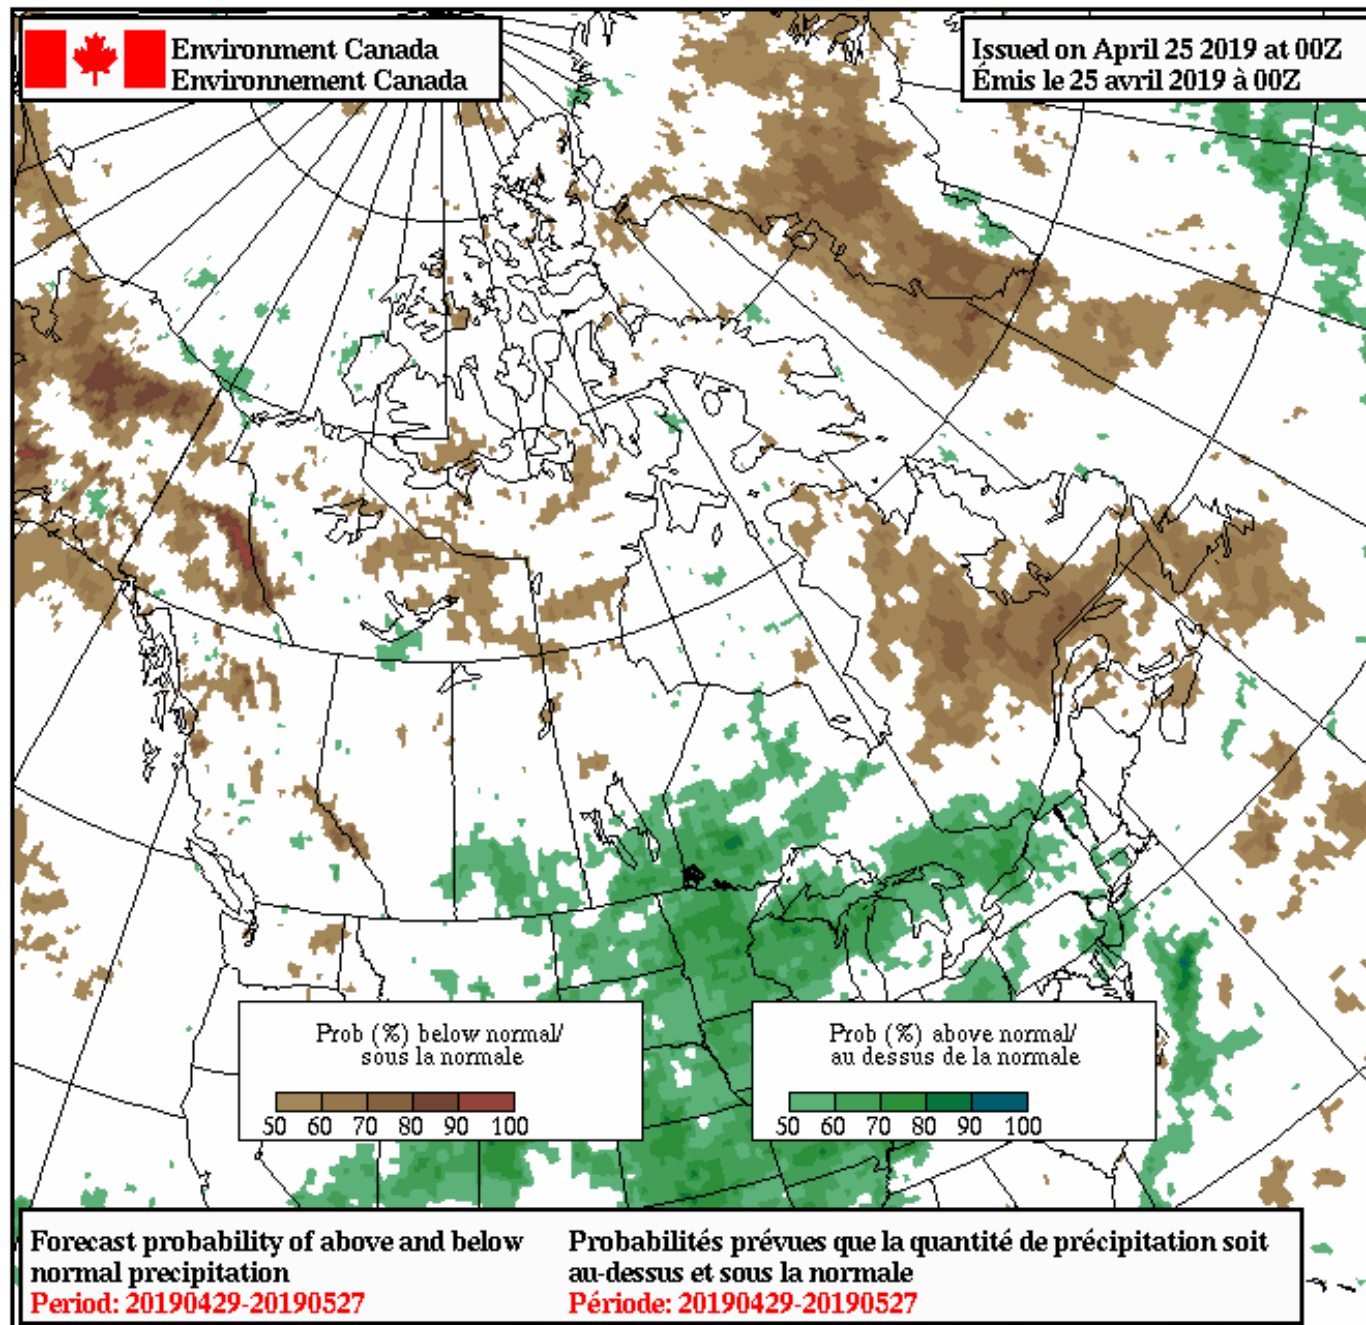 Environment Canada
Environnement Canada
Issued on April 25 2019 at 00Z
Émis le 25 avril 2019 à 00Z
Prob (%) below normal/
sous la normale
50 60 70 80 90 100
Prob (%) above normal/
au dessus de la normale
50 60 70 80 90 100
Forecast probability of above and below
normal precipitation
Period: 20190429-20190527
Probabilités prévues que la quantité de précipitation soit
au-dessus et sous la normale
Période: 20190429-20190527